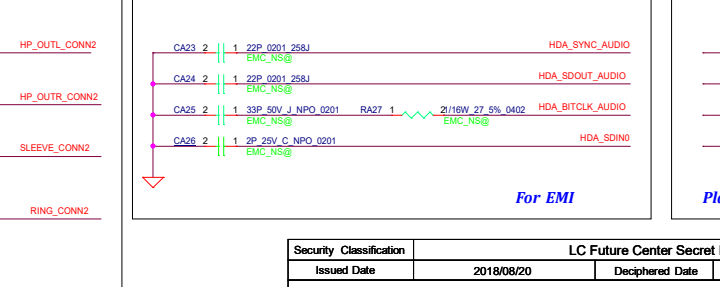 HP_OUTL_CONN2
HP_OUTR_CONN2
SLEEVE_CONN2
RING_CONN2
CA23 2 1 22P_0201_258J HDA_SYNC_AUDIO
EMC_NS@
CA24 2 1 22P_0201_258J HDA_SDOUT_AUDIO
EMC_NS@
CA25 2 1 33P_50V_J_NPO_0201 RA27 1 2 1/16W_27_5%_0402 HDA_BITCLK_AUDIO
EMC_NS@ EMC_NS@
CA26 2 1 2P_25V_C_NPO_0201 HDA_SDIN0
EMC_NS@
For EMI
Security Classification LC Future Center Secret
Issued Date 2018/08/20 Deciphered Date